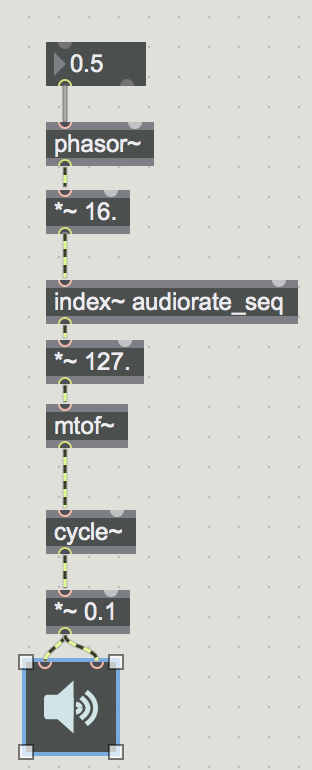 0.5
phasor~
*~ 16.
index~ audiorate_seq
*~ 127.
mtof~
cycle~
*~ 0.1